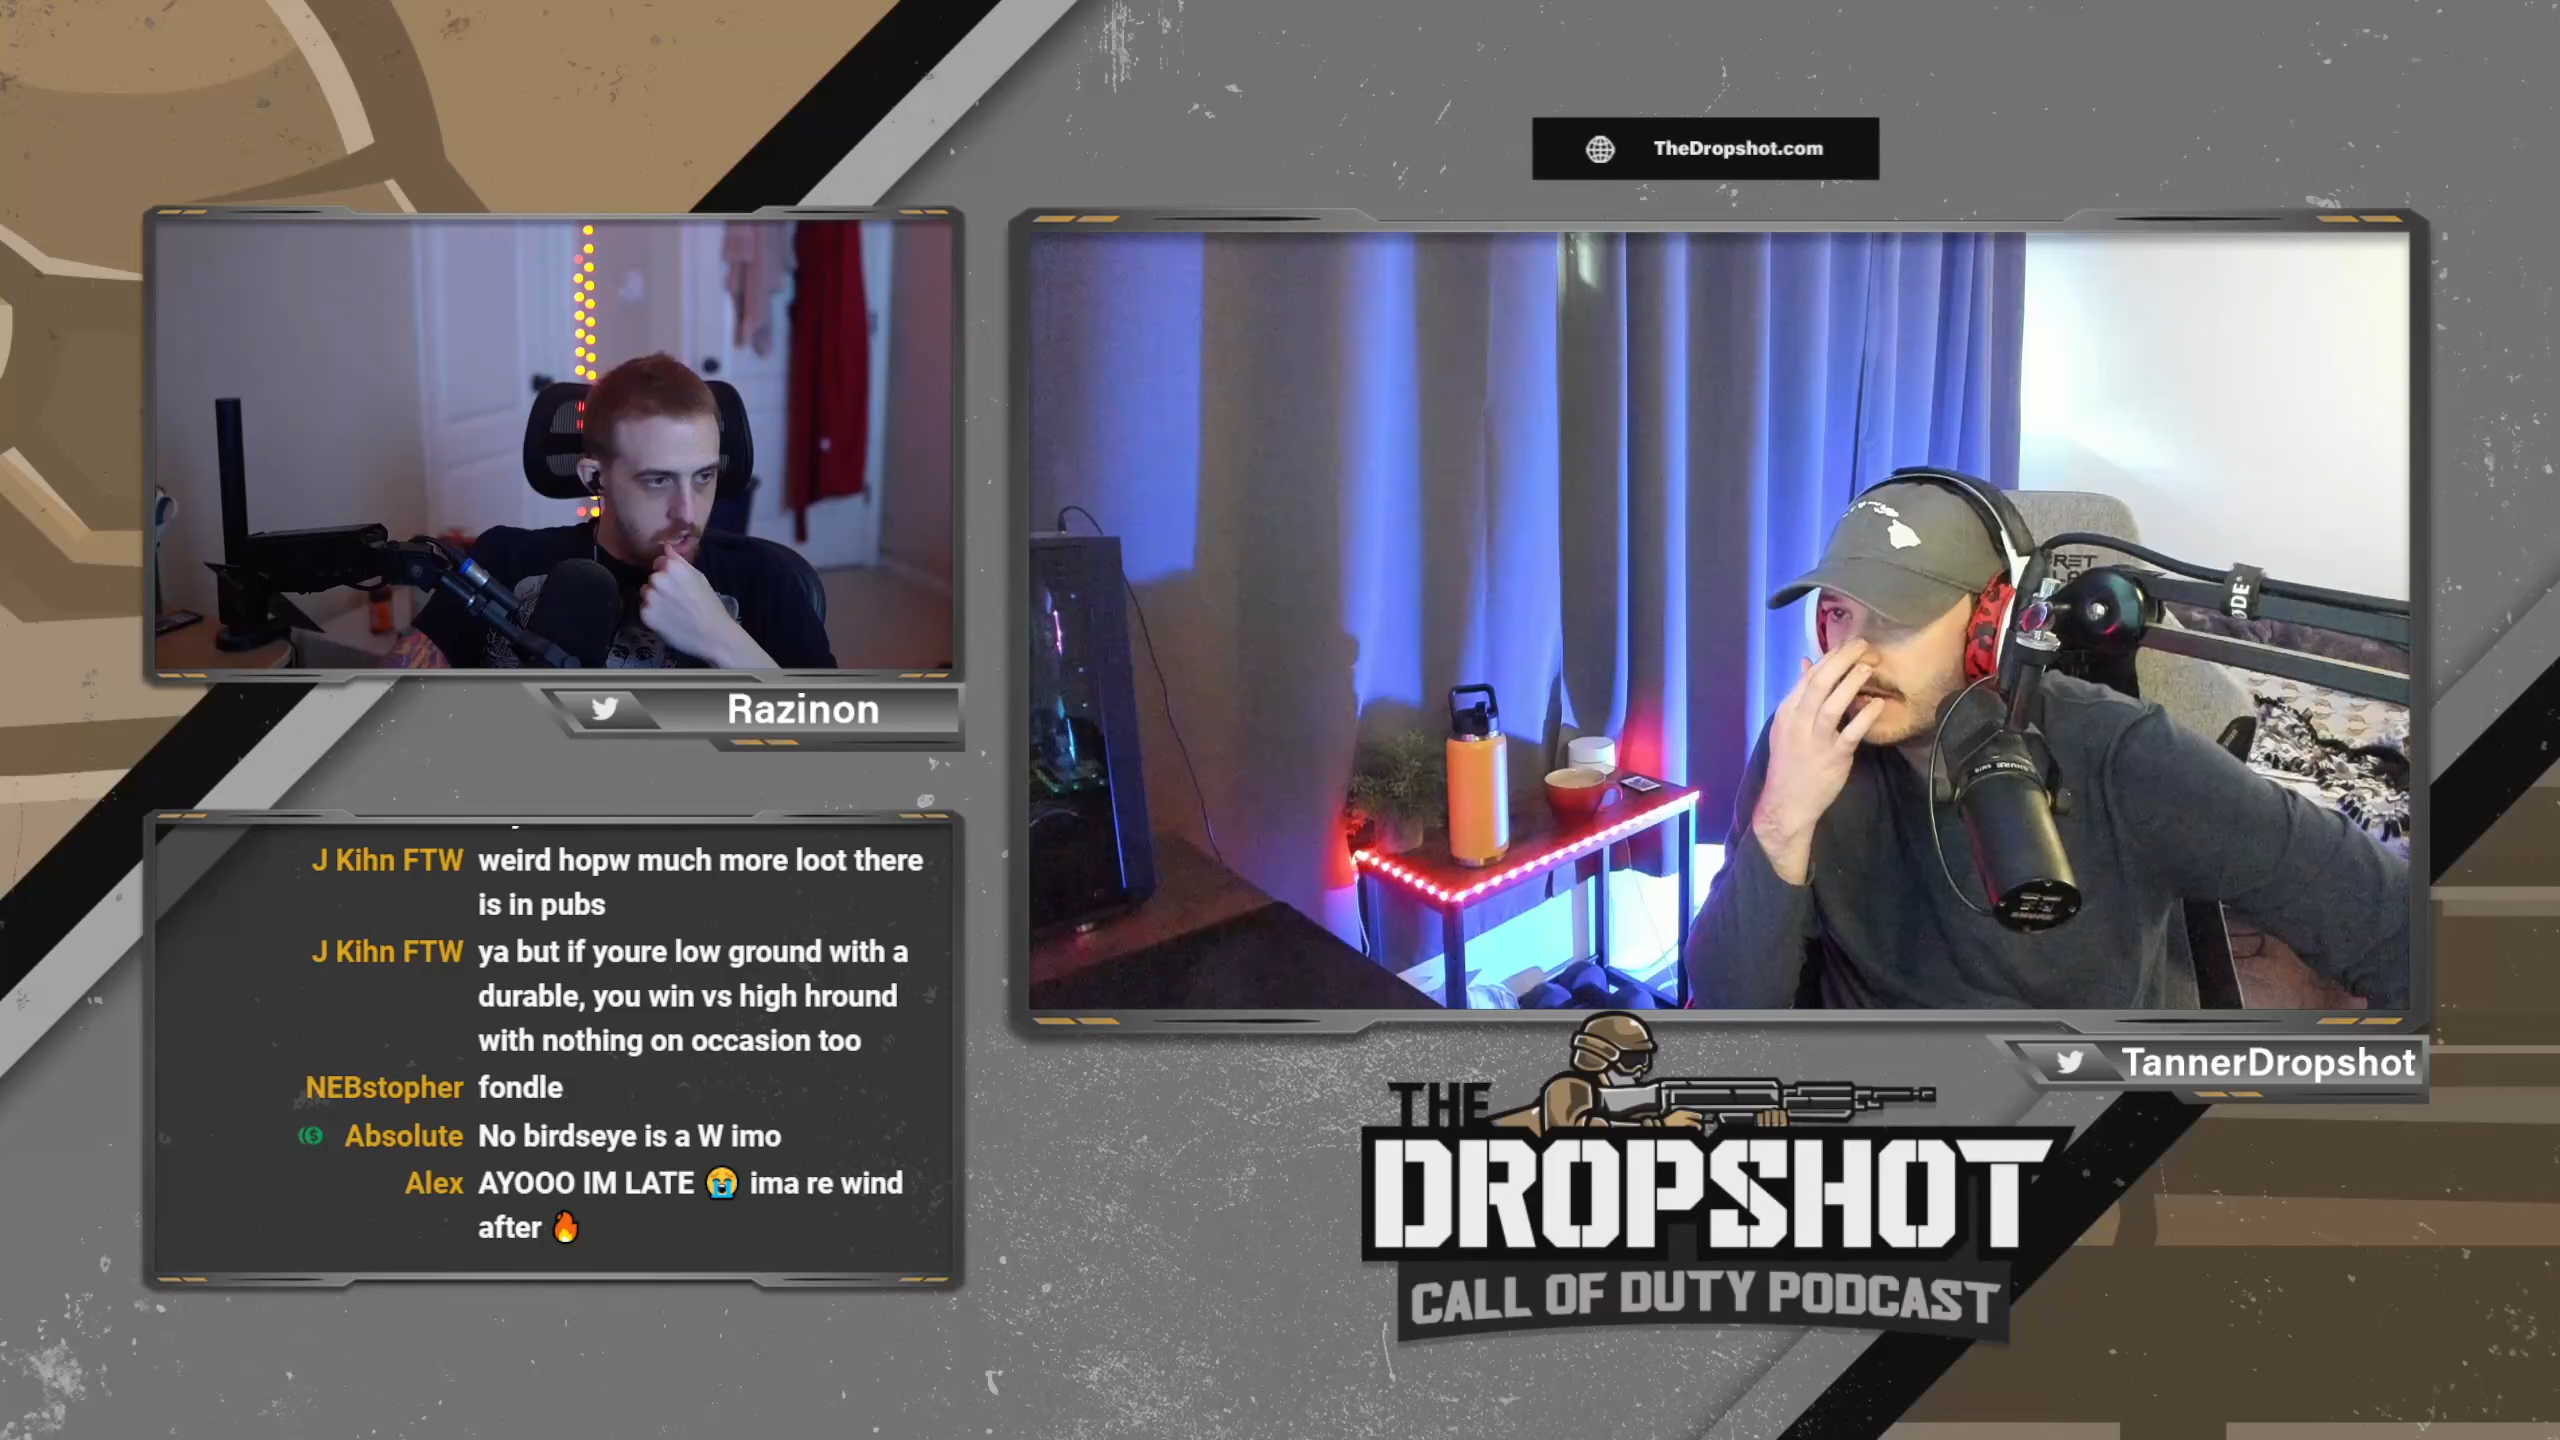 TheDropshot.com
Razinon
J Kihn FTW weird hopw much more loot there
is in pubs
J Kihn FTW ya but if youre low ground with a
durable, you win vs high hround
with nothing on occasion too
NEBstopher fondle
Absolute No birdseye is a W imo
Alex AYOOO IM LATE 😭 ima re wind
after 🔥
TannerDropshot
THE
DROPSHOT
CALL OF DUTY PODCAST